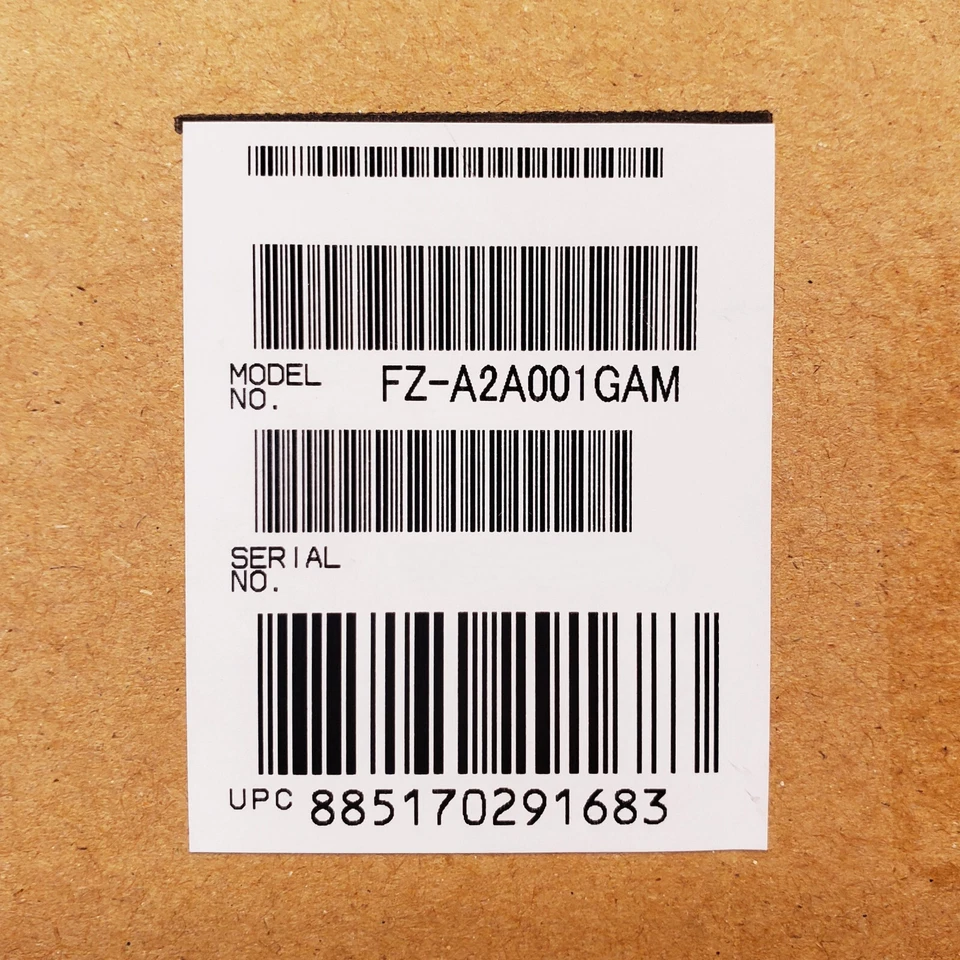 MODEL
NO. FZ-A2A001GAM
SERIAL
NO.
UPC 885170291683